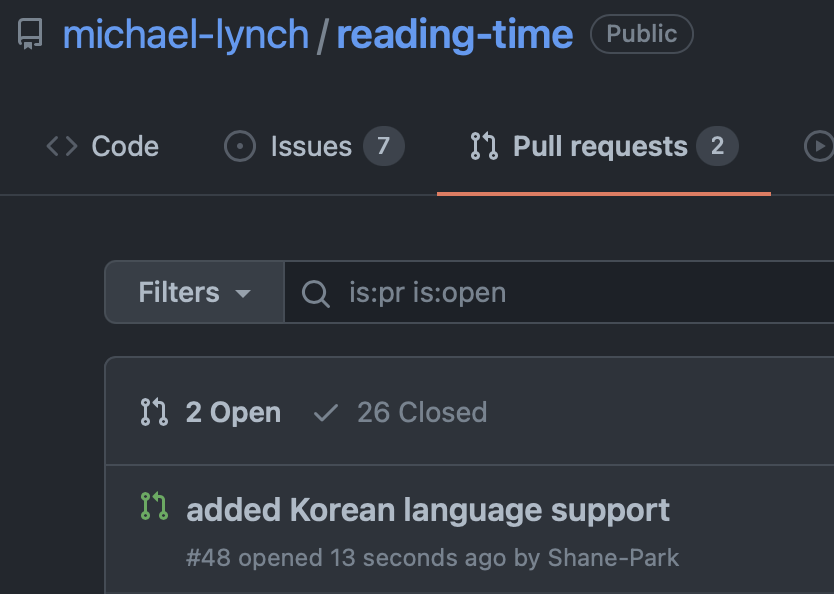 michael-lynch / reading-time Public
Code Issues 7 Pull requests 2
Filters is:pr is:open
2 Open 26 Closed
added Korean language support
#48 opened 13 seconds ago by Shane-Park